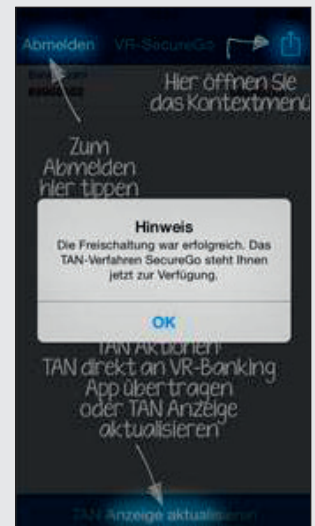 Abmelden VR-SecureGo
Hier öffnen Sie
das Kontextmenü
Zum
Abmelden
hier tippen
Hinweis
Die Freischaltung war erfolgreich. Das
TAN-Verfahren SecureGo steht Ihnen
jetzt zur Verfügung.
OK
TAN Aktionen:
TAN direkt an VR-Banking
App übertragen
oder TAN Anzeige
aktualisieren
TAN Anzeige aktualisieren